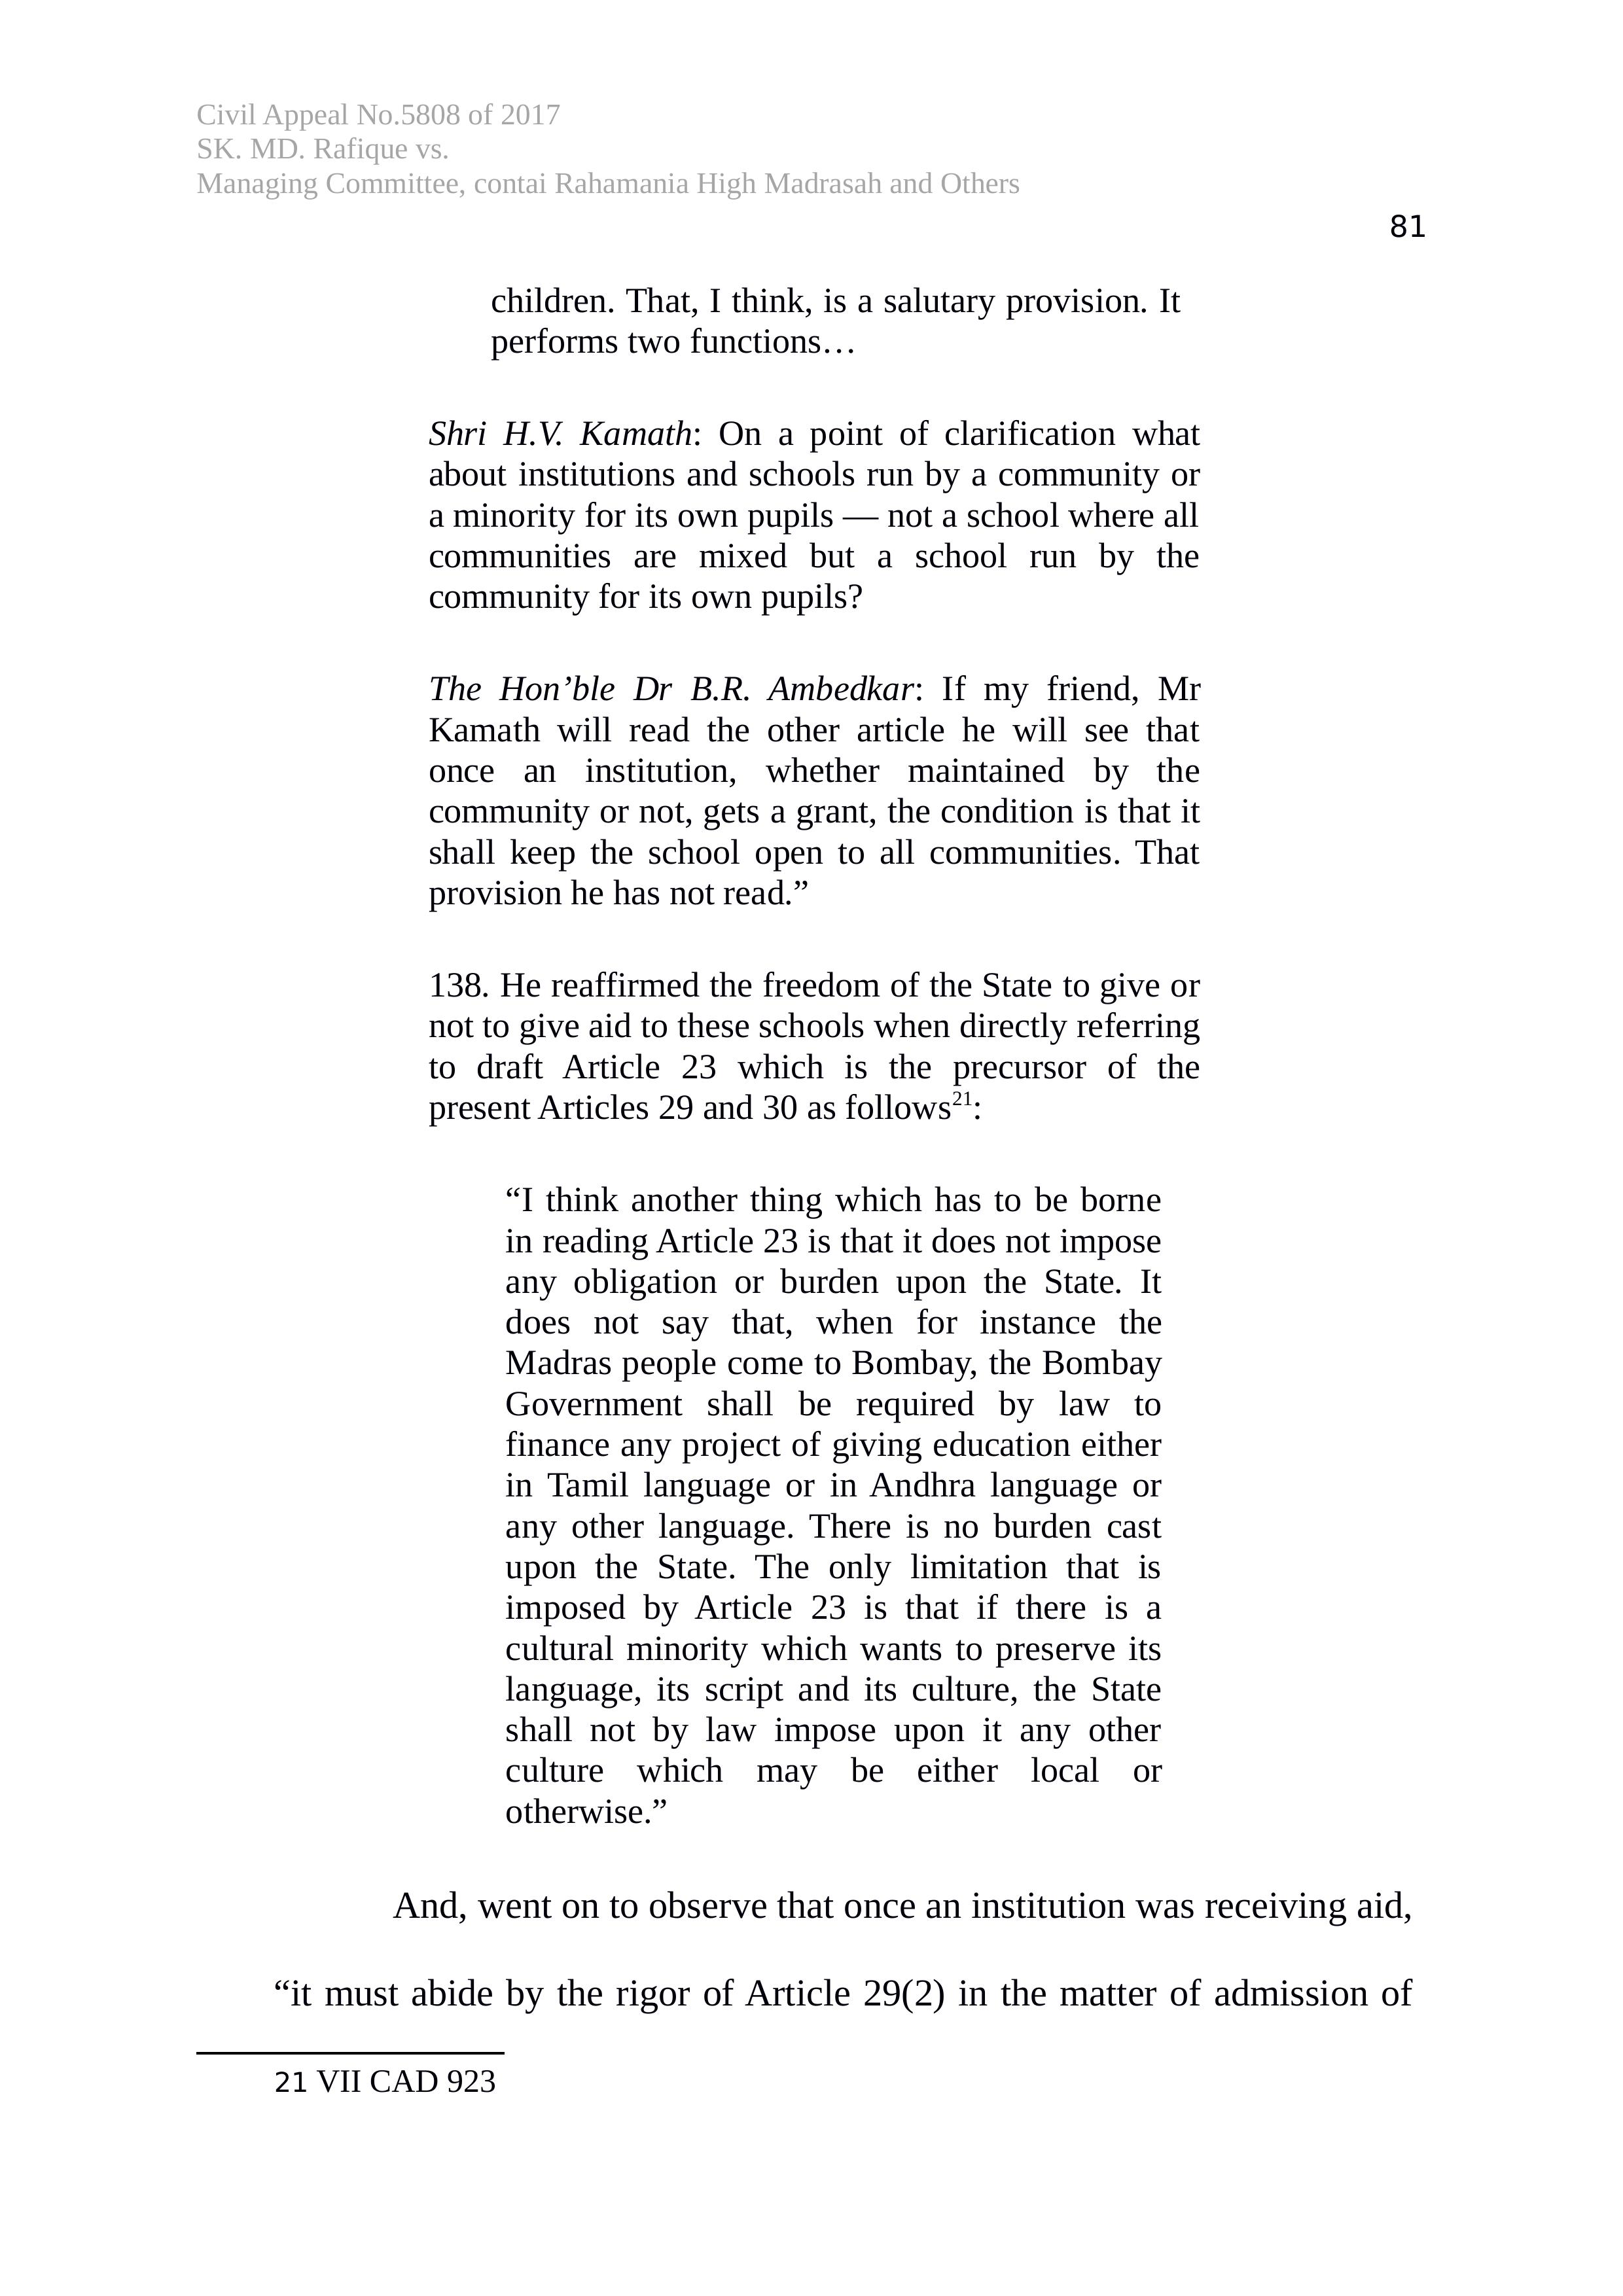 Civil Appeal No.5808 of 2017
SK. MD. Rafique vs.
Managing Committee, contai Rahamania High Madrasah and Others
81
children. That, I think, is a salutary provision. It
performs two functions…
Shri H.V. Kamath: On a point of clarification what
about institutions and schools run by a community or
a minority for its own pupils — not a school where all
communities are mixed but a school run by the
community for its own pupils?
The Hon’ble Dr B.R. Ambedkar: If my friend, Mr
Kamath will read the other article he will see that
once an institution, whether maintained by the
community or not, gets a grant, the condition is that it
shall keep the school open to all communities. That
provision he has not read.”
138. He reaffirmed the freedom of the State to give or
not to give aid to these schools when directly referring
to draft Article 23 which is the precursor of the
present Articles 29 and 30 as follows21:
“I think another thing which has to be borne
in reading Article 23 is that it does not impose
any obligation or burden upon the State. It
does not say that, when for instance the
Madras people come to Bombay, the Bombay
Government shall be required by law to
finance any project of giving education either
in Tamil language or in Andhra language or
any other language. There is no burden cast
upon the State. The only limitation that is
imposed by Article 23 is that if there is a
cultural minority which wants to preserve its
language, its script and its culture, the State
shall not by law impose upon it any other
culture which may be either local or
otherwise.”
And, went on to observe that once an institution was receiving aid,
“it must abide by the rigor of Article 29(2) in the matter of admission of
21 VII CAD 923